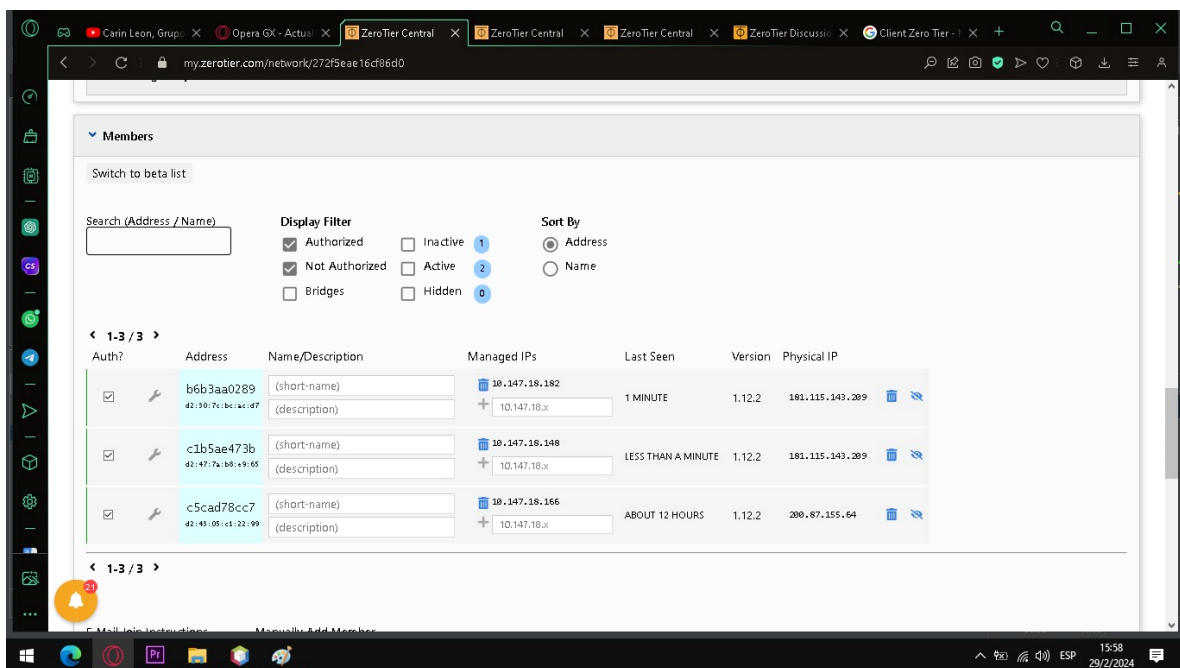 Carin Leon, Grupo
Opera GX - Actual
ZeroTier Central
ZeroTier Central
ZeroTier Central
ZeroTier Discussio
Client Zero Tier -
my.zerotier.com/network/272f5eae16cf86d0
Members
Switch to beta list
Search (Address / Name)
Display Filter
Sort By
Authorized
Inactive 1
Address
Not Authorized
Active 2
Name
Bridges
Hidden 0
1-3 / 3
Auth? Address Name/Description Managed IPs Last Seen Version Physical IP
b6b3aa0289 (short-name) 10.147.18.182
d2:30:7c:bc:ac:d7 (description) 10.147.18.x 1 MINUTE 1.12.2 181.115.143.209
c1b5ae473b (short-name) 10.147.18.148
d2:47:7a:b8:e9:65 (description) 10.147.18.x LESS THAN A MINUTE 1.12.2 181.115.143.209
c5cad78cc7 (short-name) 10.147.18.166
d2:43:05:c1:22:99 (description) 10.147.18.x ABOUT 12 HOURS 1.12.2 200.87.155.64
1-3 / 3
21
E-Mail Join Instructions Manually Add Member
Pr
ESP
15:58
29/2/2024